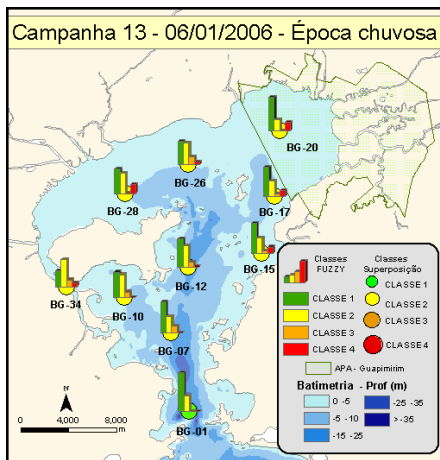 Campanha 13 - 06/01/2006 - Época chuvosa
BG-20
BG-26
BG-28
BG-17
BG-15
BG-12
BG-34
BG-10
BG-07
BG-01
N
0 4,000 8,000
m
Classes
FUZZY
CLASSE 1
CLASSE 2
CLASSE 3
CLASSE 4
Classes
Superposição
CLASSE 1
CLASSE 2
CLASSE 3
CLASSE 4
APA - Guapimirim
Batimetria - Prof (m)
0 -5
-5 -10
-15 -25
-25 -35
>-35